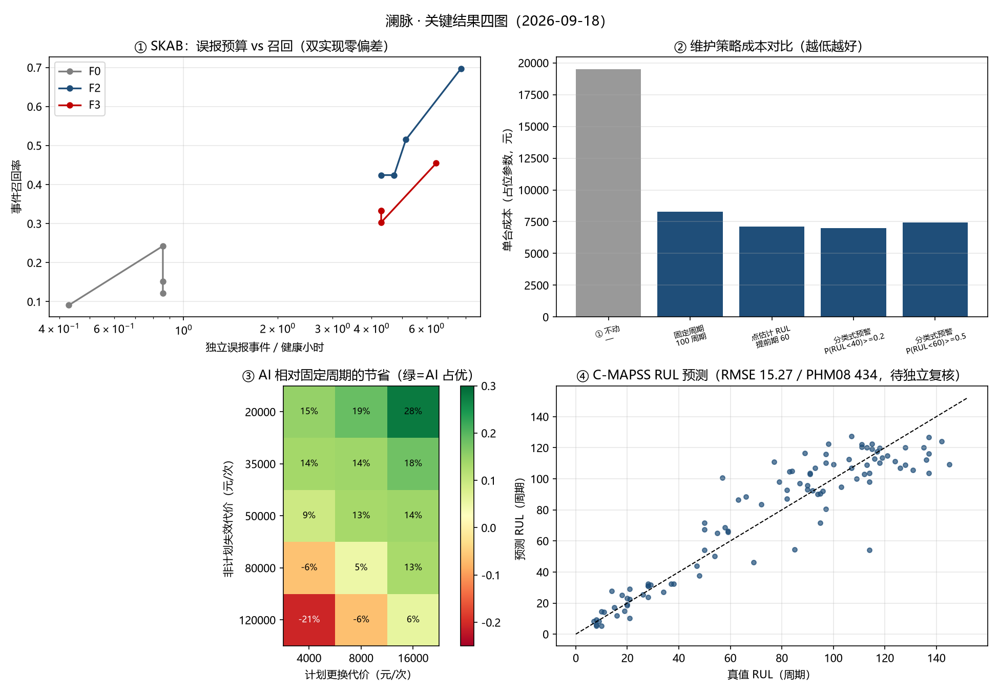 澜脉 · 关键结果四图（2026-09-18）
① SKAB：误报预算 vs 召回（双实现零偏差）
F0
F2
F3
0.7
0.6
0.5
0.4
0.3
0.2
0.1
事件召回率
4 × 10⁻¹
6 × 10⁻¹
10⁰
2 × 10⁰
3 × 10⁰
4 × 10⁰
6 × 10⁰
独立误报事件 / 健康小时
② 维护策略成本对比（越低越好）
20000
17500
15000
12500
10000
7500
5000
2500
0
单台成本（占位参数，元）
① 不动
—
固定周期
100 周期
点估计 RUL
提前期 60
分类式预警
P(RUL<40)>=0.2
分类式预警
P(RUL<60)>=0.5
③ AI 相对固定周期的节省（绿=AI 占优）
非计划失效代价（元/次）
20000
15%
19%
28%
35000
14%
14%
18%
50000
9%
13%
14%
80000
-6%
5%
13%
120000
-21%
-6%
6%
4000
8000
16000
计划更换代价（元/次）
0.3
0.2
0.1
0.0
-0.1
-0.2
④ C-MAPSS RUL 预测（RMSE 15.27 / PHM08 434，待独立复核）
140
120
100
80
60
40
20
0
预测 RUL（周期）
0
20
40
60
80
100
120
140
真值 RUL（周期）